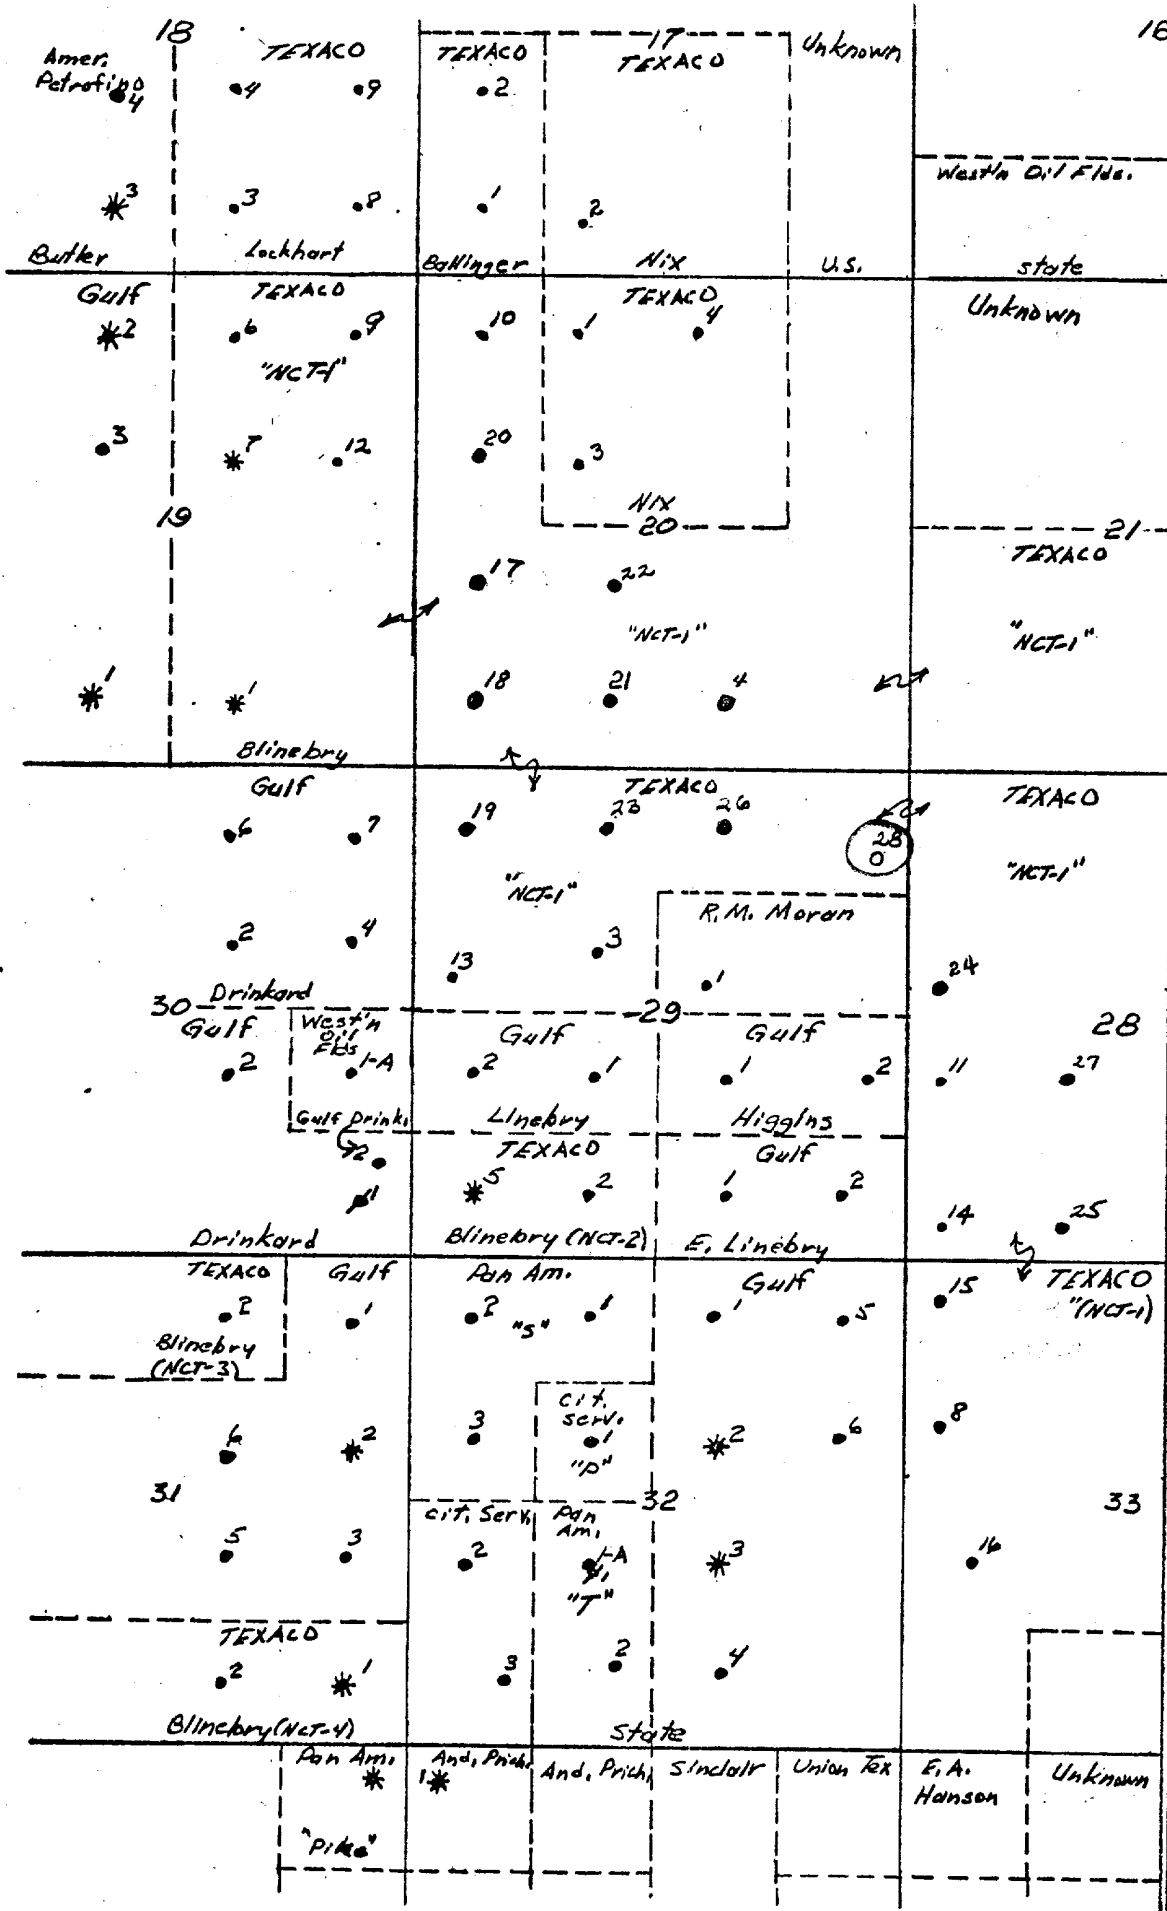 18
TEXACO
TEXACO
17
TEXACO
Unknown
16
Amer.
Petrofina
4
4
9
2
West'n Oil Flds.
3
3
8
1
2
Butler
Lockhart
Ballinger
Nix
U.S.
state
Gulf
TEXACO
TEXACO
Unknown
2
6
9
10
1
4
"NCT-1"
3
7
12
20
3
Nix
19
20
21
TEXACO
17
22
"NCT-1"
"NCT-1"
1
1
18
21
4
Blinebry
Gulf
TEXACO
TEXACO
6
7
19
23
26
28
"NCT-1"
"NCT-1"
R.M. Moran
2
4
13
3
1
24
Drinkard
30
29
Gulf
West'n
Oil
Flds
Gulf
Gulf
28
2
1-A
2
1
1
2
11
27
Gulf Drink.
Linebry
Higgins
TEXACO
Gulf
2
1
5
2
1
2
14
25
Drinkard
Blinebry (NCT-2)
E. Linebry
TEXACO
Gulf
Pan Am.
Gulf
TEXACO
"(NCT-1)
2
1
2
"S"
1
1
5
15
Blinebry
(NCT-3)
Cit.
Serv.
6
2
3
1
2
6
8
"P"
31
32
33
Cit. Serv.
Pan
Am.
5
3
2
1-A
1
3
16
"T"
TEXACO
2
1
3
2
4
Blinebry (NCT-4)
State
Pan Am.
And, Prich.
And, Prich.
Sinclair
Union Tex
E.A.
Hanson
Unknown
1
"Pike"